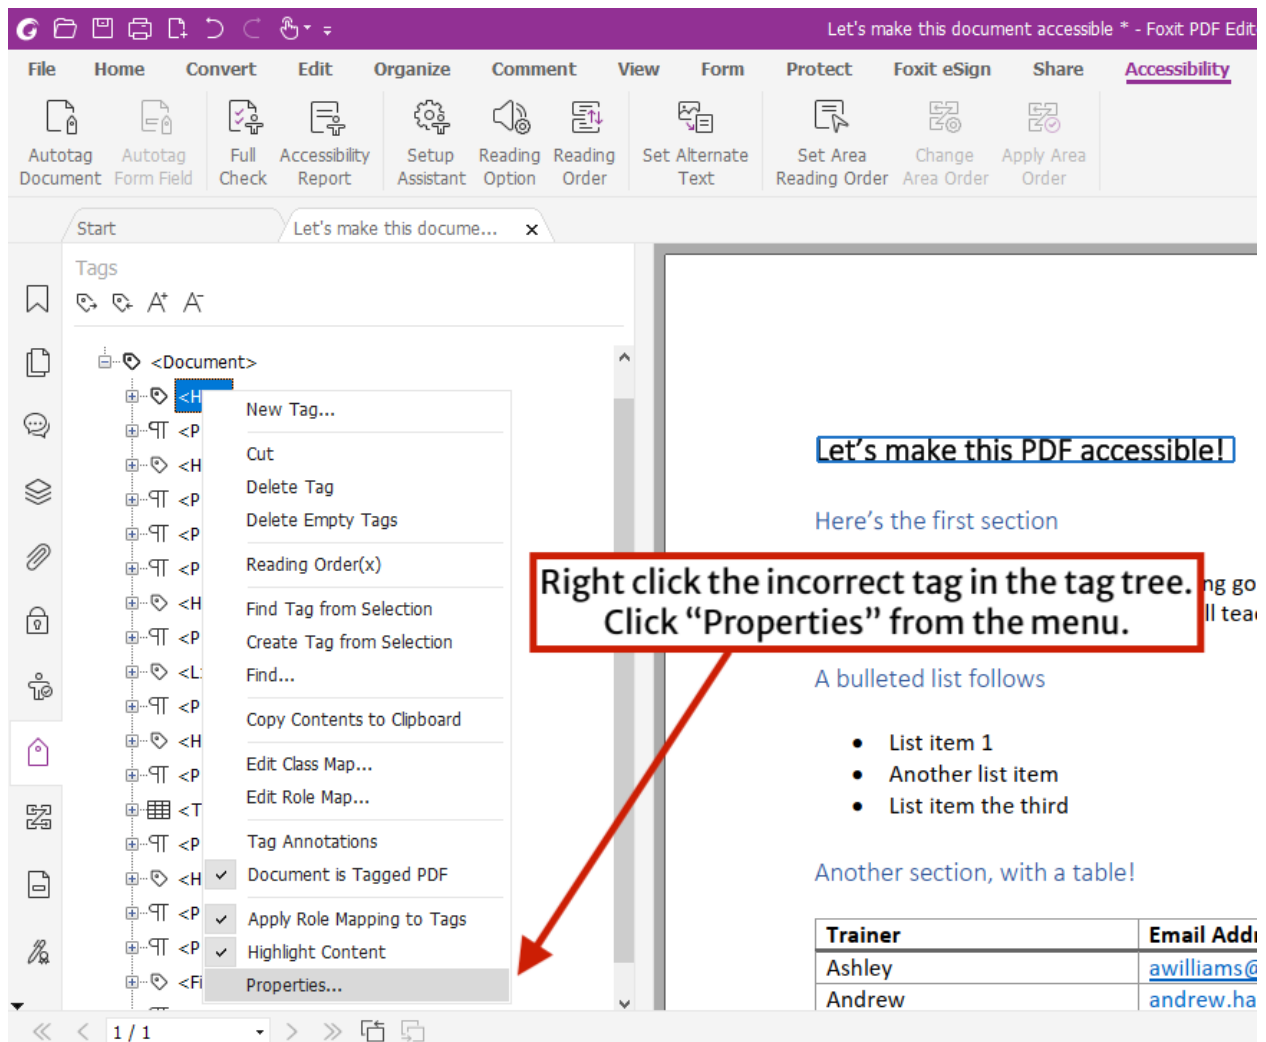 Let's make this document accessible * - Foxit PDF Edit
File Home Convert Edit Organize Comment View Form Protect Foxit eSign Share Accessibility
Autotag Document
Autotag Form Field
Full Check
Accessibility Report
Setup Assistant
Reading Option
Reading Order
Set Alternate Text
Set Area Reading Order
Change Area Order
Apply Area Order
Start
Let's make this docume...
Tags
<Document>
<H
<P
<H
<P
<P
<P
<H
<P
<L
<P
<H
<P
<T
<P
<H
<P
<P
<Fi
New Tag...
Cut
Delete Tag
Delete Empty Tags
Reading Order(x)
Find Tag from Selection
Create Tag from Selection
Find...
Copy Contents to Clipboard
Edit Class Map...
Edit Role Map...
Tag Annotations
Document is Tagged PDF
Apply Role Mapping to Tags
Highlight Content
Properties...
Let's make this PDF accessible!
Here's the first section
Right click the incorrect tag in the tag tree.
Click “Properties” from the menu.
ng go
ll tea
A bulleted list follows
• List item 1
• Another list item
• List item the third
Another section, with a table!
Trainer Email Add
Ashley awilliams@
Andrew andrew.ha
1 / 1